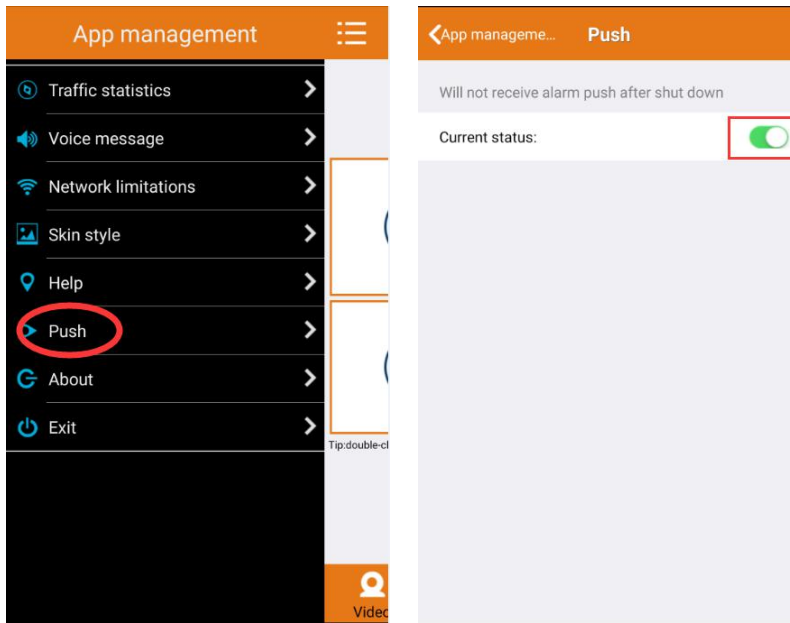 App management
Traffic statistics
Voice message
Network limitations
Skin style
Help
Push
About
Exit
Tip:double-cl
Video
App manageme...
Push
Will not receive alarm push after shut down
Current status: